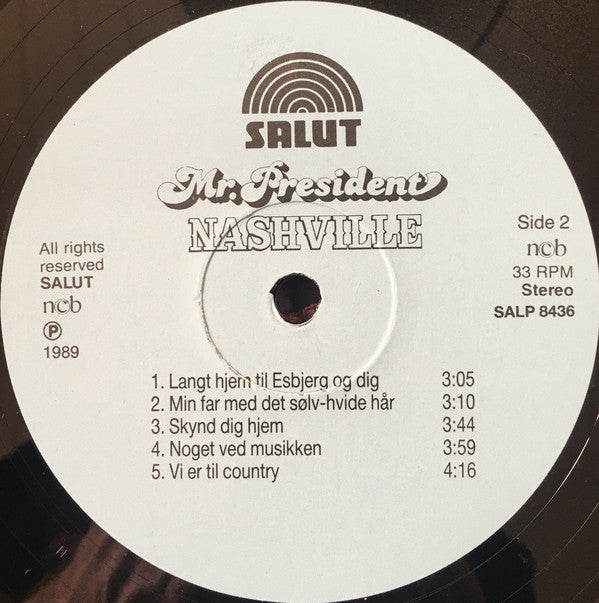 SALUT
Mr. President
NASHVILLE
All rights
reserved
SALUT
ncb
P
1989
Side 2
ncb
33 RPM
Stereo
SALP 8436
1. Langt hjem til Esbjerg og dig 3:05
2. Min far med det sølv-hvide hår 3:10
3. Skynd dig hjem 3:44
4. Noget ved musikken 3:59
5. Vi er til country 4:16